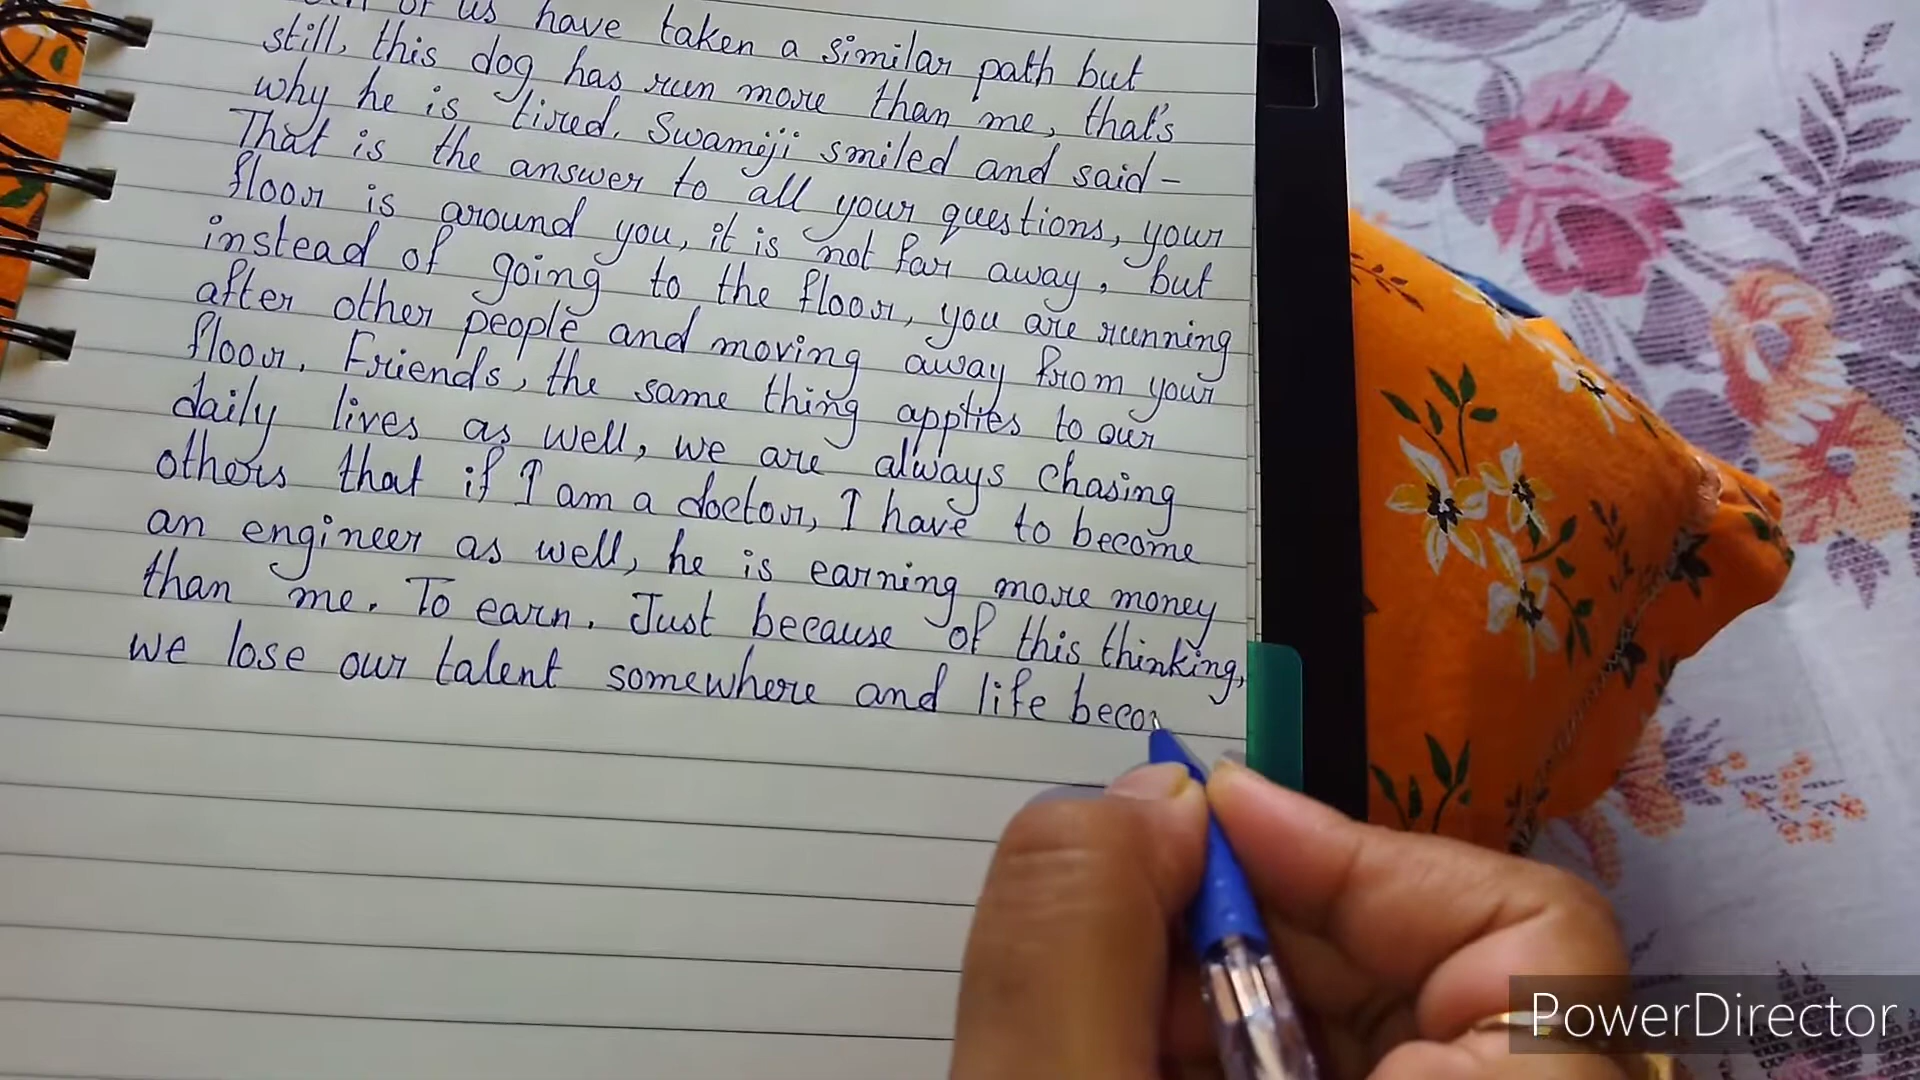 of us have taken a similar path but
still, this dog has run more than me, that's
why he is tired. Swamiji smiled and said-
That is the answer to all your questions, your
floor is around you, it is not far away, but
instead of going to the floor, you are running
after other people and moving away from your
floor. Friends, the same thing applies to our
daily lives as well, we are always chasing
others that if I am a doctor, I have to become
an engineer as well, he is earning more money
than me. To earn. Just because of this thinking,
we lose our talent somewhere and life becom
PowerDirector